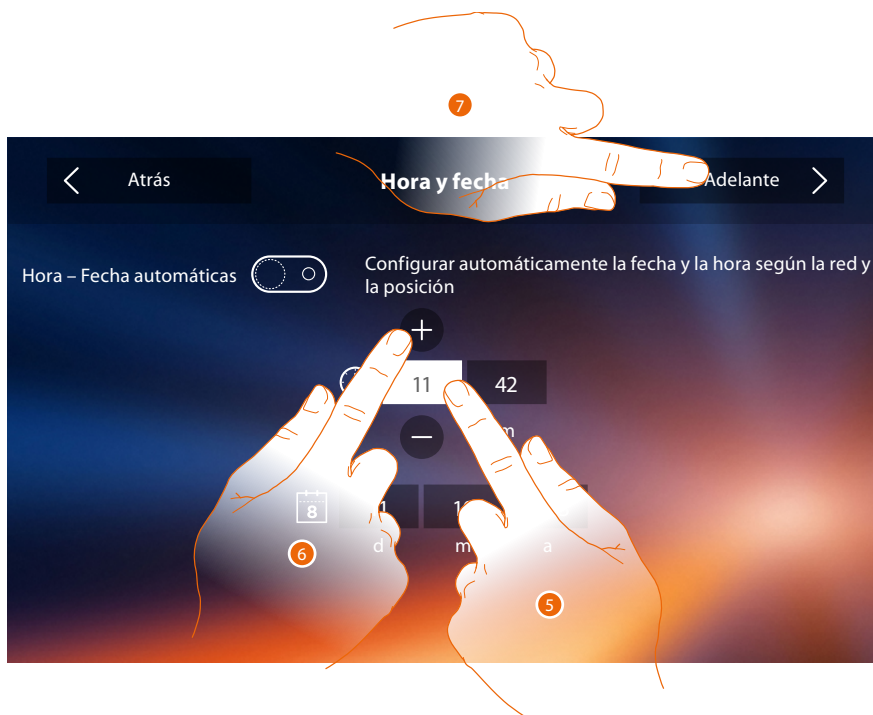 7
Atrás
Hora y fecha
Adelante
Hora – Fecha automáticas
Configurar automáticamente la fecha y la hora según la red y
la posición
+
11
42
–
m
8
d
m
a
6
5